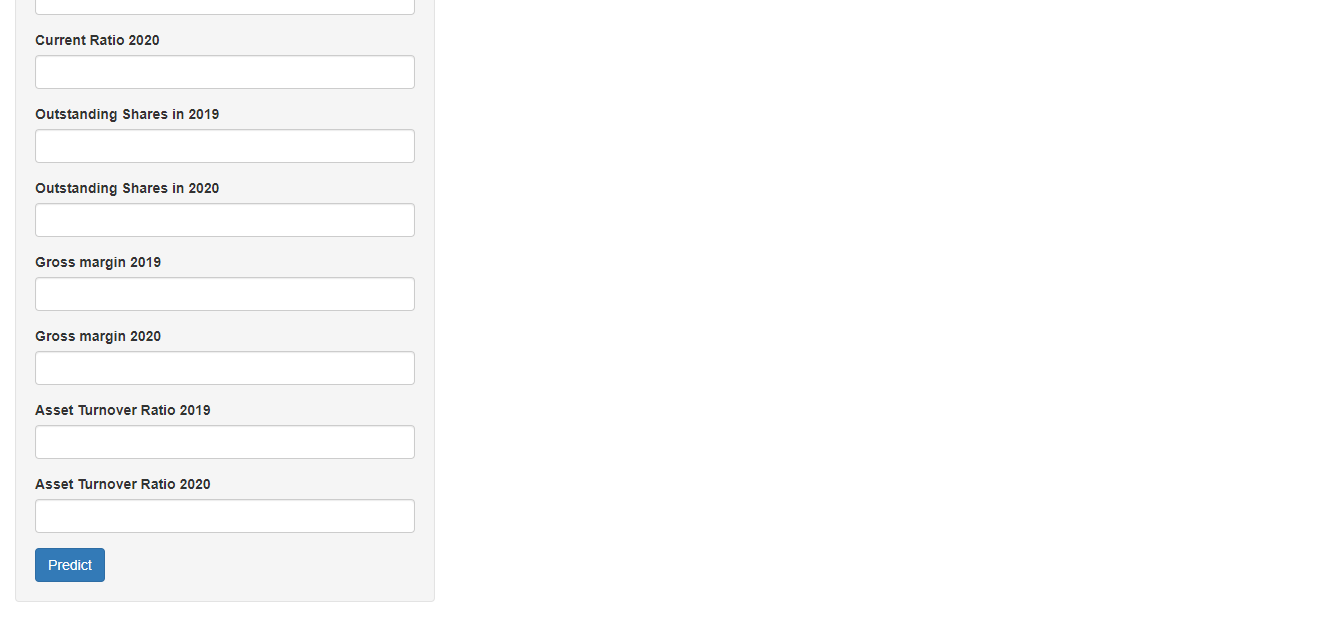 Current Ratio 2020
Outstanding Shares in 2019
Outstanding Shares in 2020
Gross margin 2019
Gross margin 2020
Asset Turnover Ratio 2019
Asset Turnover Ratio 2020
Predict